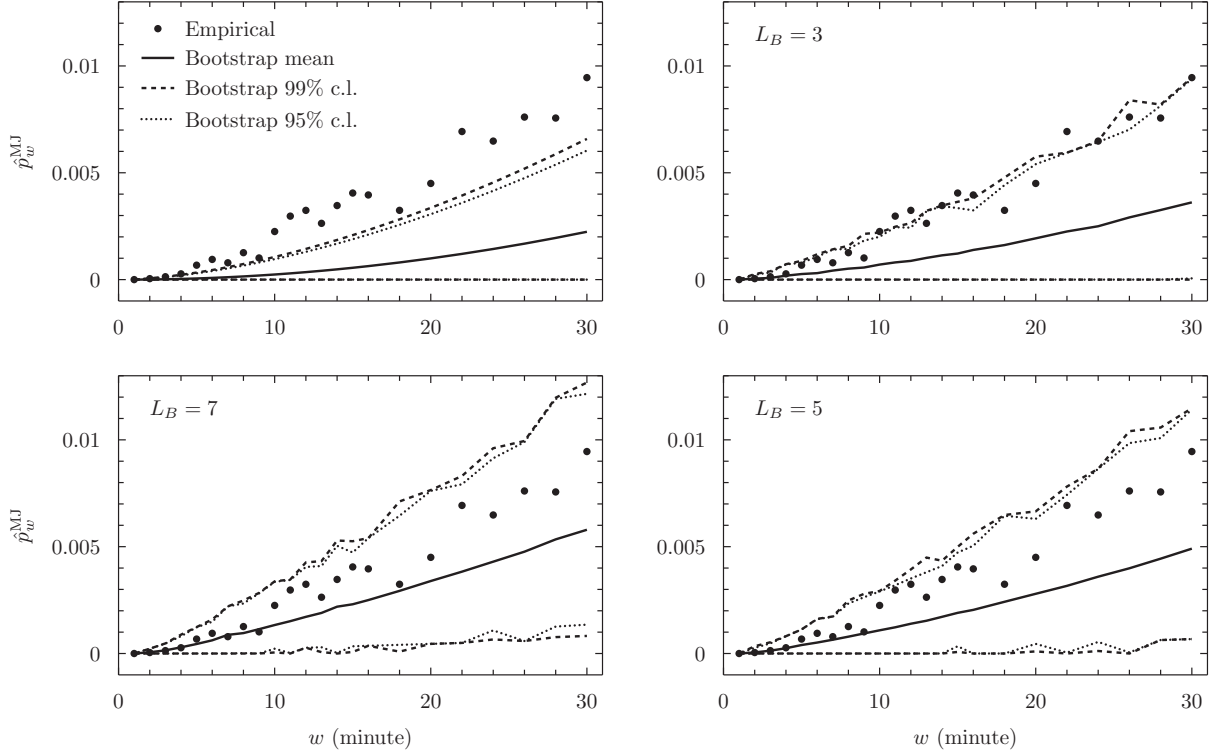 Empirical
Bootstrap mean
Bootstrap 99% c.l.
Bootstrap 95% c.l.
0.01
0.005
0
p̂_w^MJ
0 10 20 30
L_B = 3
0.01
0.005
0
0 10 20 30
L_B = 7
0.01
0.005
0
p̂_w^MJ
0 10 20 30
w (minute)
L_B = 5
0.01
0.005
0
0 10 20 30
w (minute)